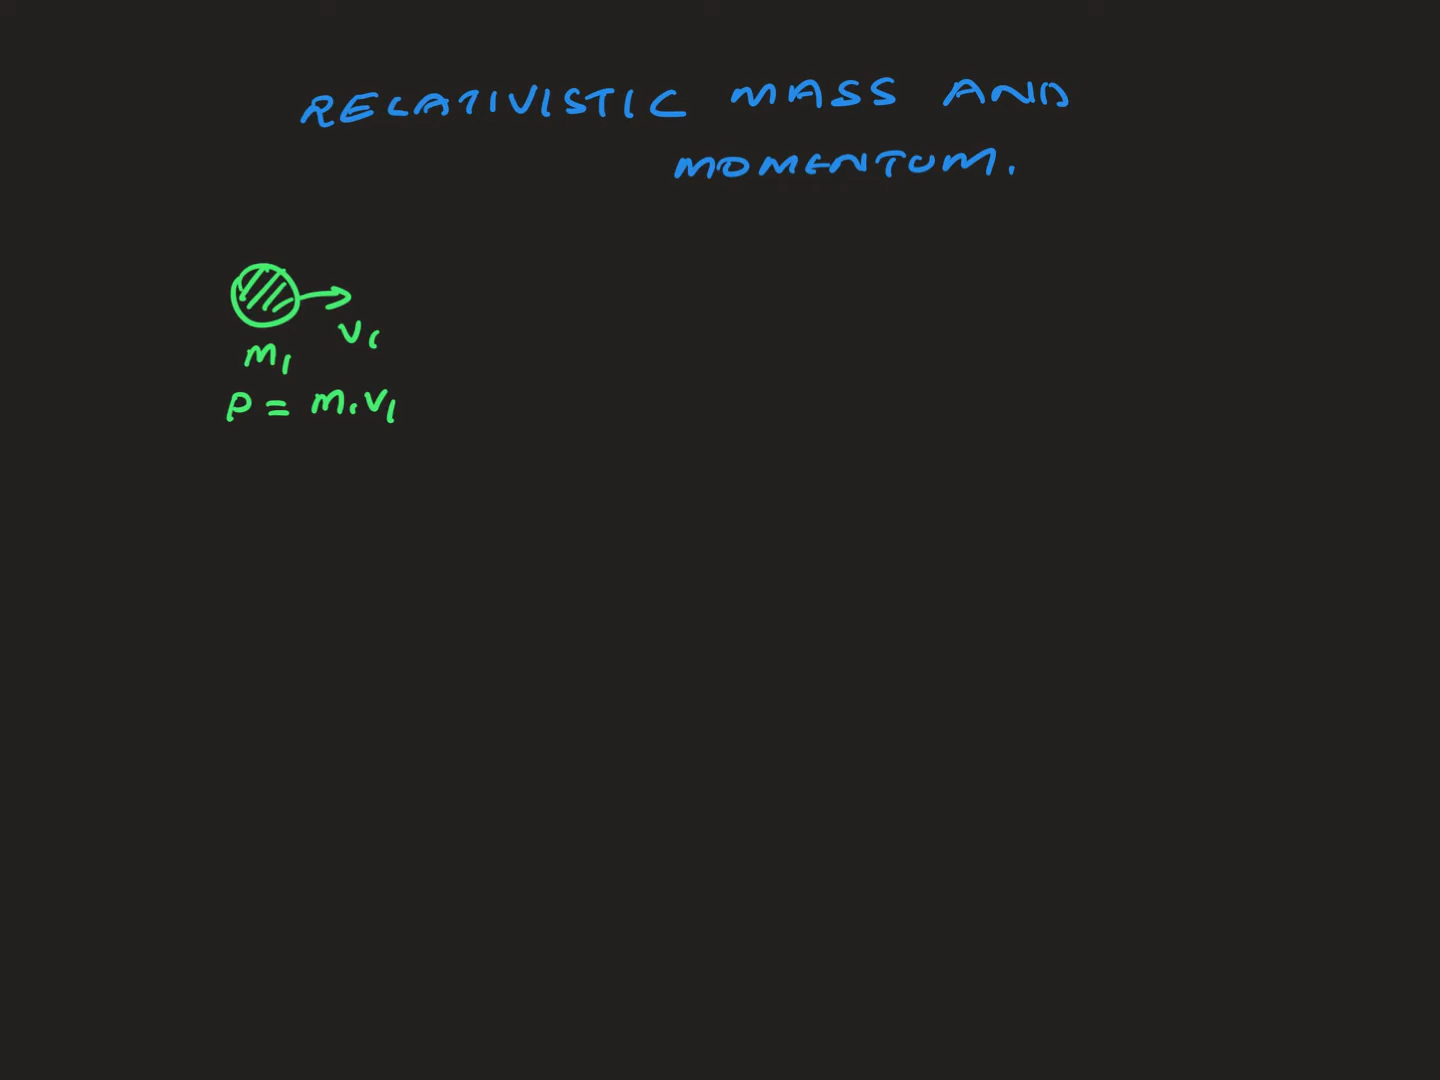 RELATIVISTIC MASS AND
MOMENTUM.
v₁
m₁
P = m₁v₁